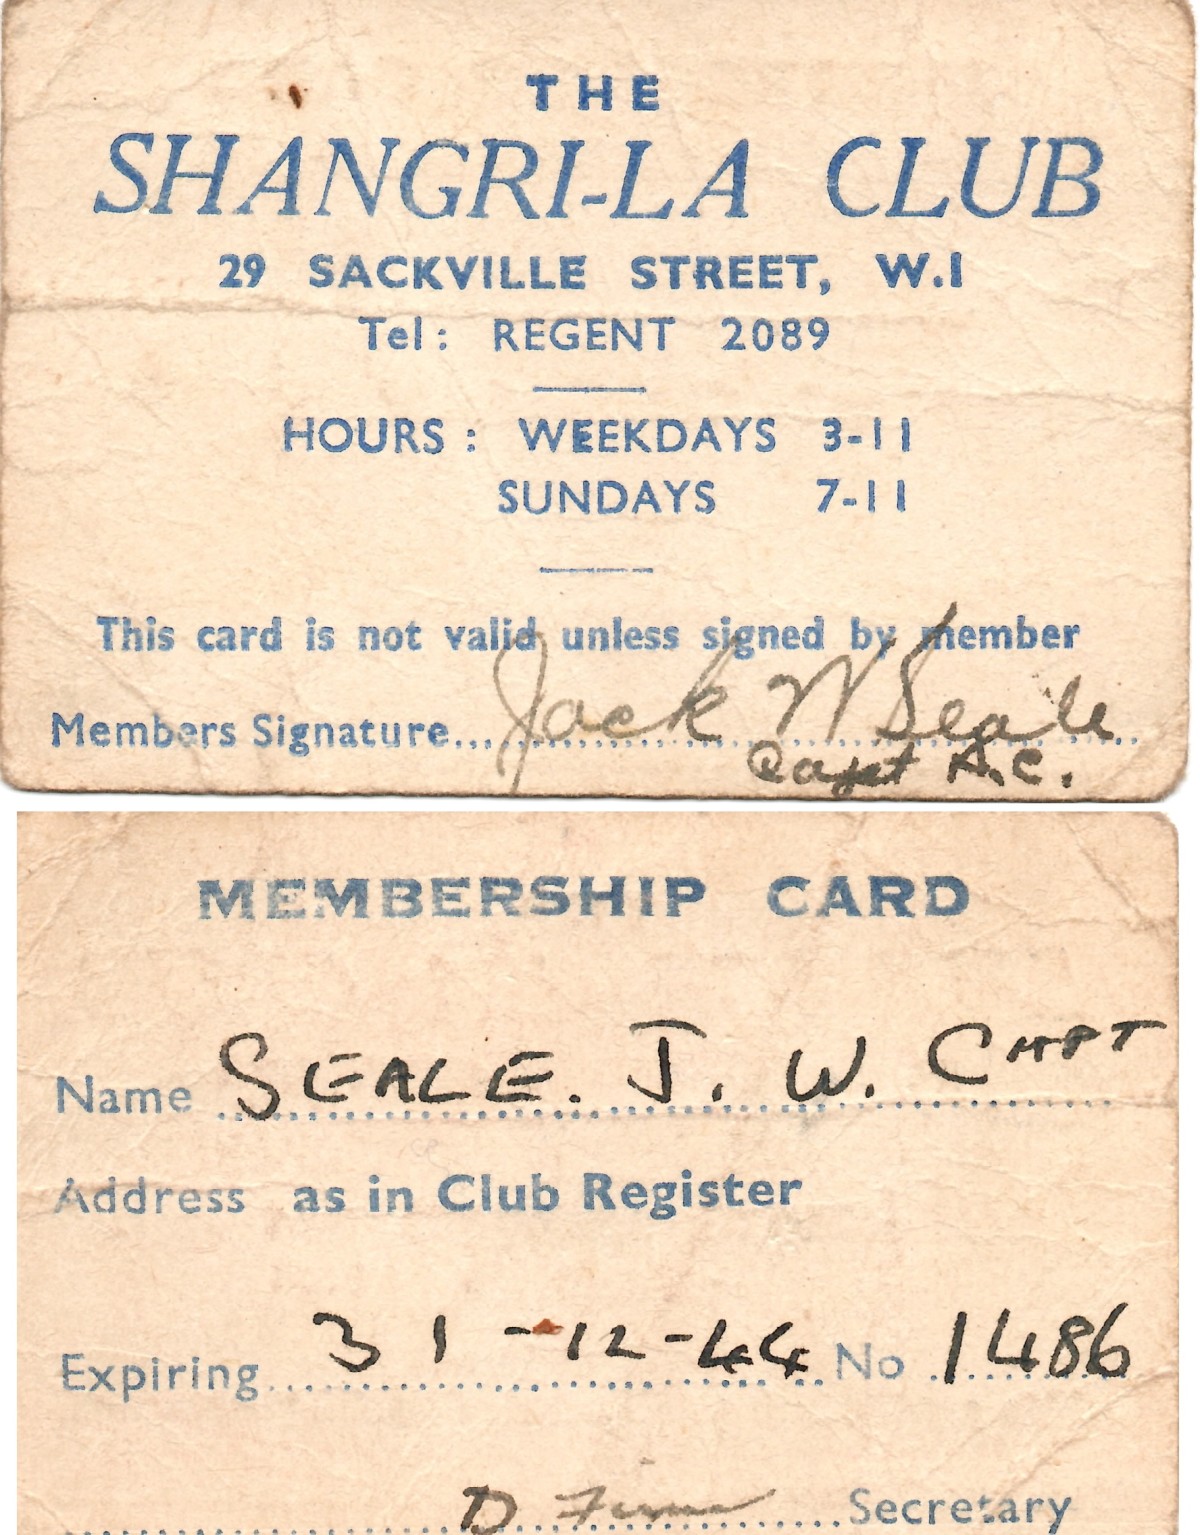 THE
SHANGRI-LA CLUB
29 SACKVILLE STREET, W.1
Tel: REGENT 2089
HOURS: WEEKDAYS 3-11
SUNDAYS 7-11
This card is not valid unless signed by member
Members Signature Jack W Seale
Capt A.C.
MEMBERSHIP CARD
Name SEALE. J. W. CAPT
Address as in Club Register
Expiring 31-12-44 No 1486
D Secretary